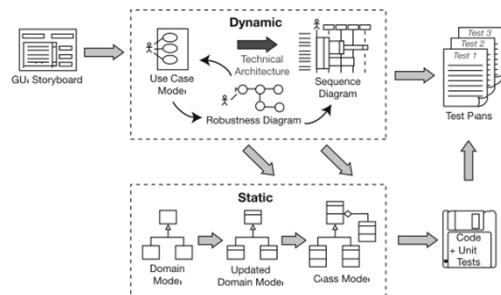 Dynamic
GUI Storyboard
Use Case
Model
Technical
Architecture
Sequence
Diagram
Robustness Diagram
Test 3
Test 2
Test 1
Test Plans
Static
Domain
Model
Updated
Domain Model
Class Model
Code
+ Unit
Tests